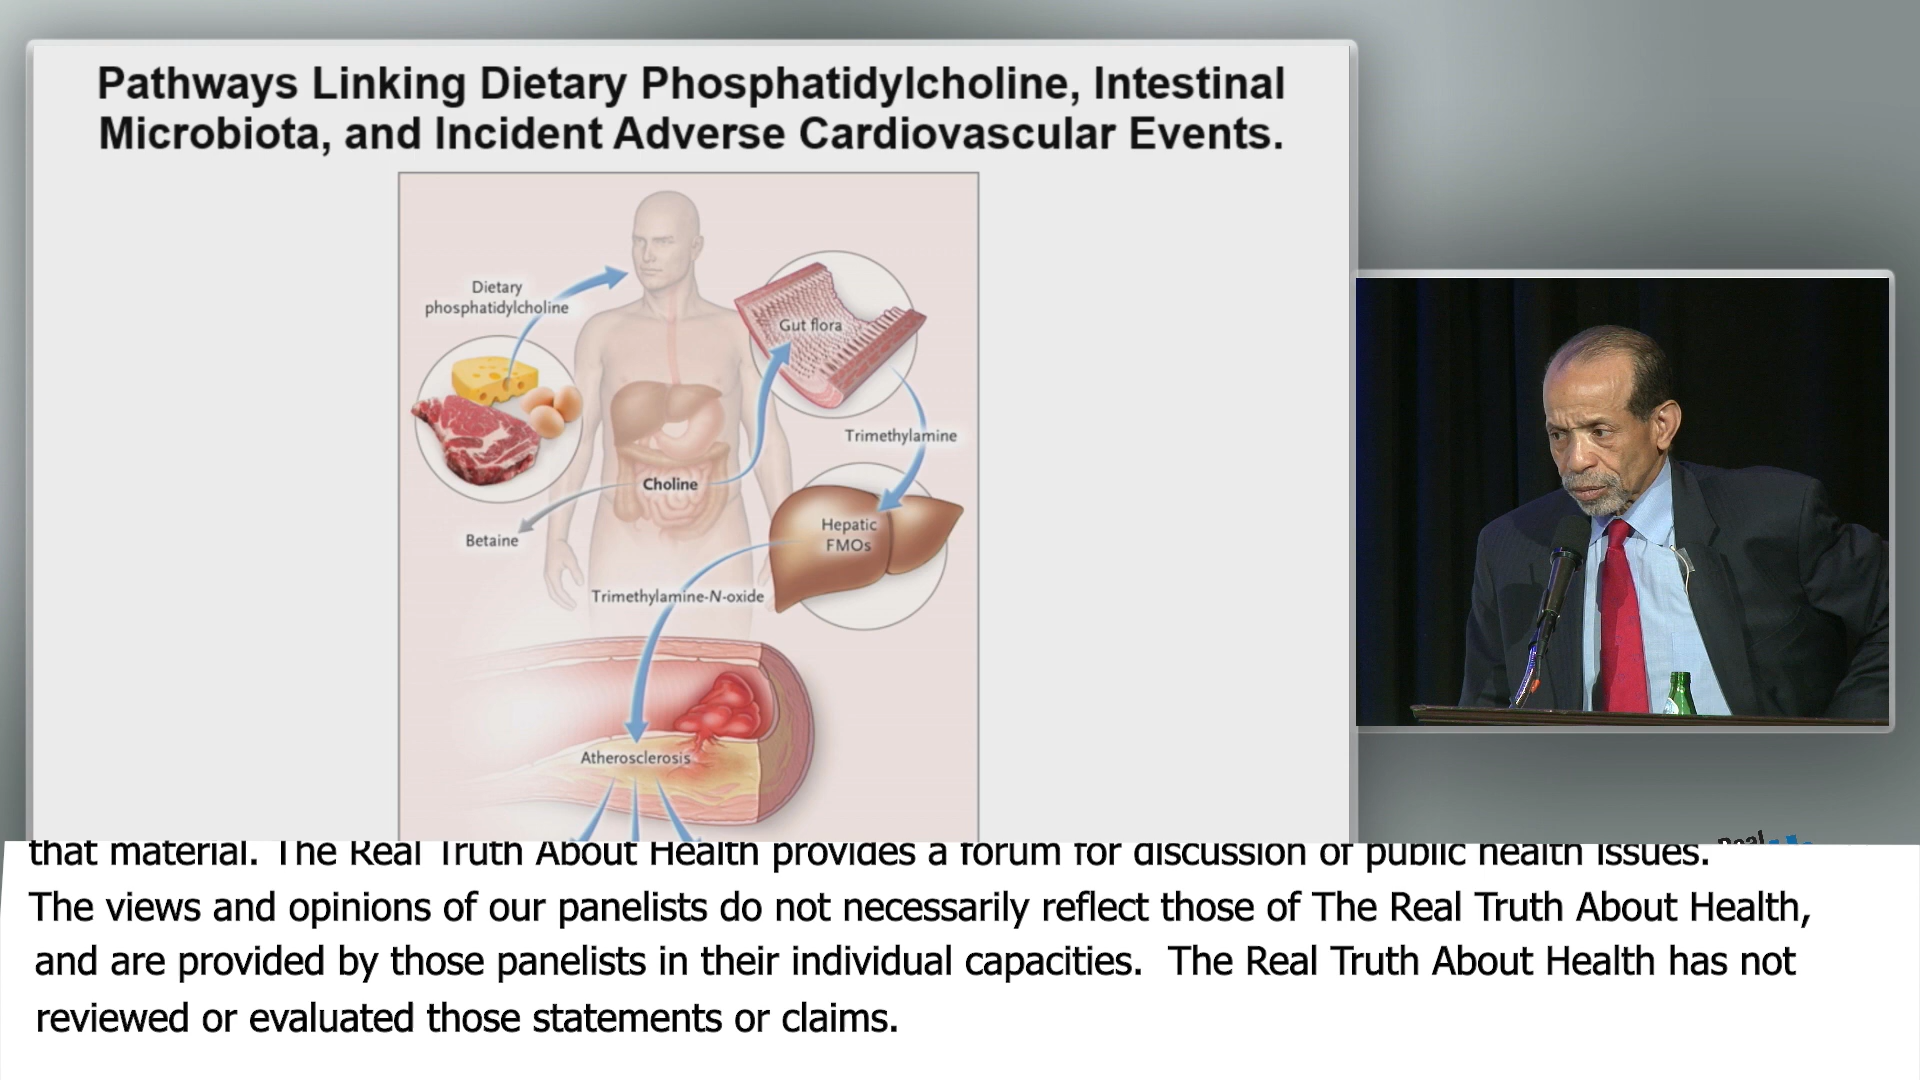 Pathways Linking Dietary Phosphatidylcholine, Intestinal
Microbiota, and Incident Adverse Cardiovascular Events.
Dietary
phosphatidylcholine
Gut flora
Trimethylamine
Choline
Betaine
Hepatic
FMOs
Trimethylamine-N-oxide
Atherosclerosis
that material. The Real Truth About Health provides a forum for discussion of public health issues.
The views and opinions of our panelists do not necessarily reflect those of The Real Truth About Health,
and are provided by those panelists in their individual capacities. The Real Truth About Health has not
reviewed or evaluated those statements or claims.
Real